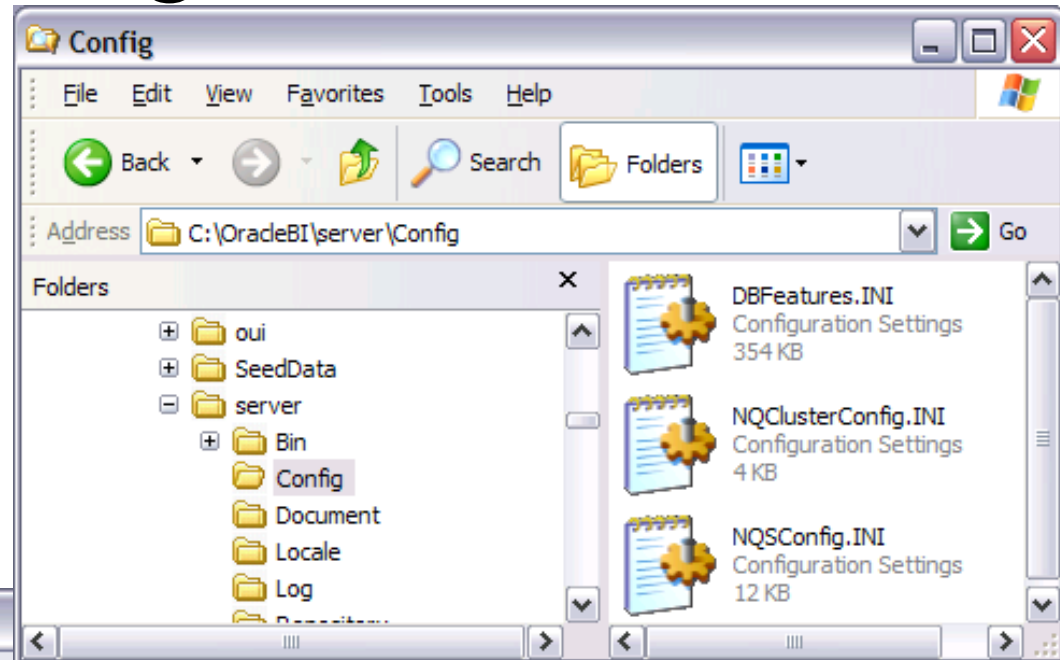 Config
File Edit View Favorites Tools Help
Back Search Folders
Address C:\OracleBI\server\Config Go
Folders x
oui
SeedData
server
Bin
Config
Document
Locale
Log
DBFeatures.INI
Configuration Settings
354 KB
NQClusterConfig.INI
Configuration Settings
4 KB
NQSConfig.INI
Configuration Settings
12 KB